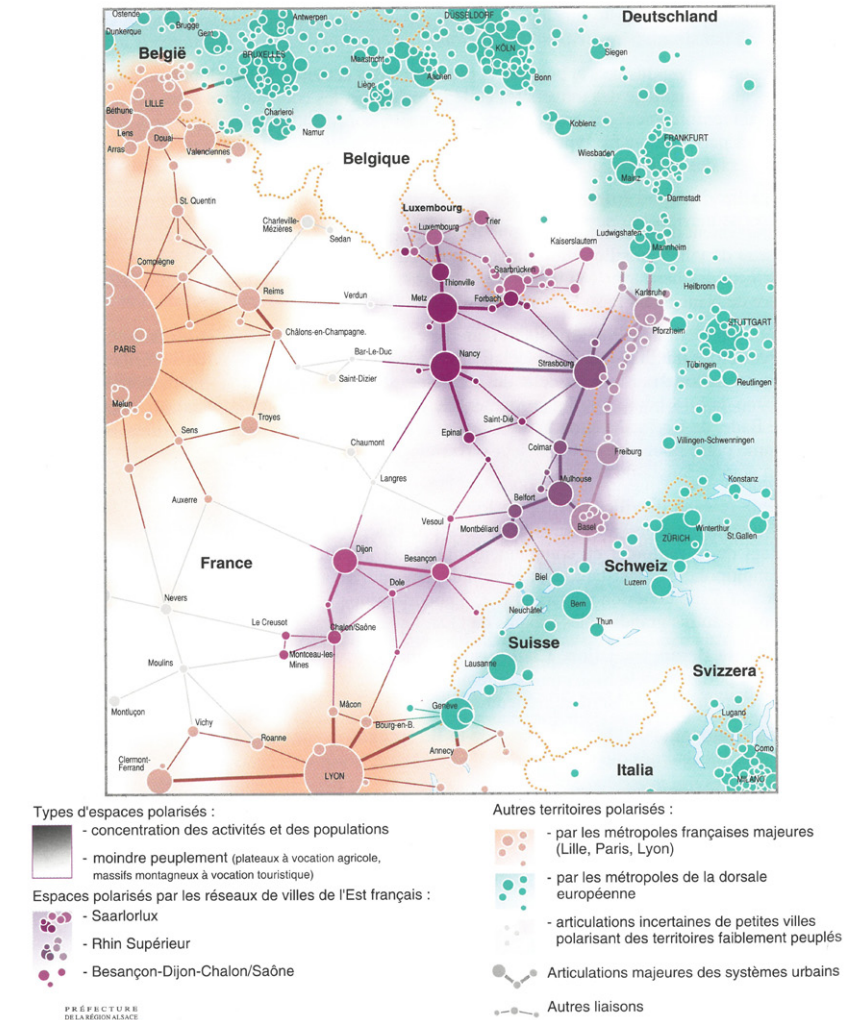 Ostende
Antwerpen
DÜSSELDORF
Deutschland
Dunkerque
Brugge
Gent
België
BRUXELLES
KÖLN
Siegen
Maastricht
Aachen
Bonn
LILLE
Liège
Béthune
Charleroi
Koblenz
Lens
Douai
Namur
FRANKFURT
Arras
Valenciennes
Wiesbaden
Belgique
Mainz
Darmstadt
St. Quentin
Luxembourg
Charleville-
Mézières
Luxembourg
Trier
Ludwigshafen
Sedan
Kaiserslautern
Mannheim
Compiègne
Saarbrücken
Thionville
Heilbronn
Reims
Verdun
Metz
Forbach
Karlsruhe
Châlons-en-Champagne.
Pforzheim
STUTTGART
PARIS
Bar-Le-Duc
Nancy
Strasbourg
Tübingen
Saint-Dizier
Reutlingen
Melun
Troyes
Saint-Dié
Sens
Epinal
Villingen-Schwenningen
Chaumont
Colmar
Freiburg
Langres
Mulhouse
Konstanz
Auxerre
Belfort
Vesoul
Montbéliard
Basel
Winterthur
ZÜRICH
St.Gallen
Dijon
France
Besançon
Schweiz
Biel
Dole
Luzern
Nevers
Neuchâtel
Bern
Le Creusot
Chalon/Saône
Thun
Suisse
Moulins
Montceau-les-
Mines
Lausanne
Svizzera
Montluçon
Mâcon
Genève
Lugano
Vichy
Bourg-en-B.
Roanne
Annecy
Como
Clermont-
Ferrand
LYON
Italia
MILANO
Types d'espaces polarisés :
- concentration des activités et des populations
- moindre peuplement (plateaux à vocation agricole,
massifs montagneux à vocation touristique)
Espaces polarisés par les réseaux de villes de l'Est français :
- Saarlorlux
- Rhin Supérieur
- Besançon-Dijon-Chalon/Saône
PRÉFECTURE
DE LA RÉGION ALSACE
Autres territoires polarisés :
- par les métropoles françaises majeures
(Lille, Paris, Lyon)
- par les métropoles de la dorsale
européenne
- articulations incertaines de petites villes
polarisant des territoires faiblement peuplés
Articulations majeures des systèmes urbains
Autres liaisons